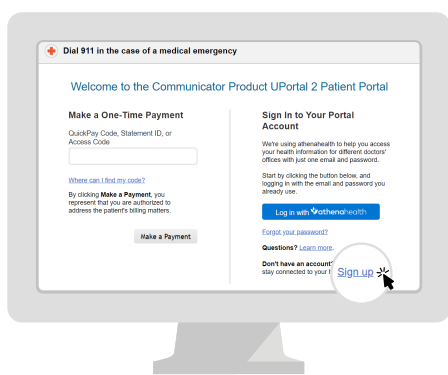 Dial 911 in the case of a medical emergency
Welcome to the Communicator Product UPortal 2 Patient Portal
Make a One-Time Payment
QuickPay Code, Statement ID, or
Access Code
Where can I find my code?
By clicking Make a Payment, you
represent that you are authorized to
address the patient's billing matters.
Make a Payment
Sign In to Your Portal
Account
We're using athenahealth to help you access
your health information for different doctors'
offices with just one email and password.
Start by clicking the button below, and
logging in with the email and password you
already use.
Log in with athenahealth
Forgot your password?
Questions? Learn more.
Don't have an account?
stay connected to your
Sign up